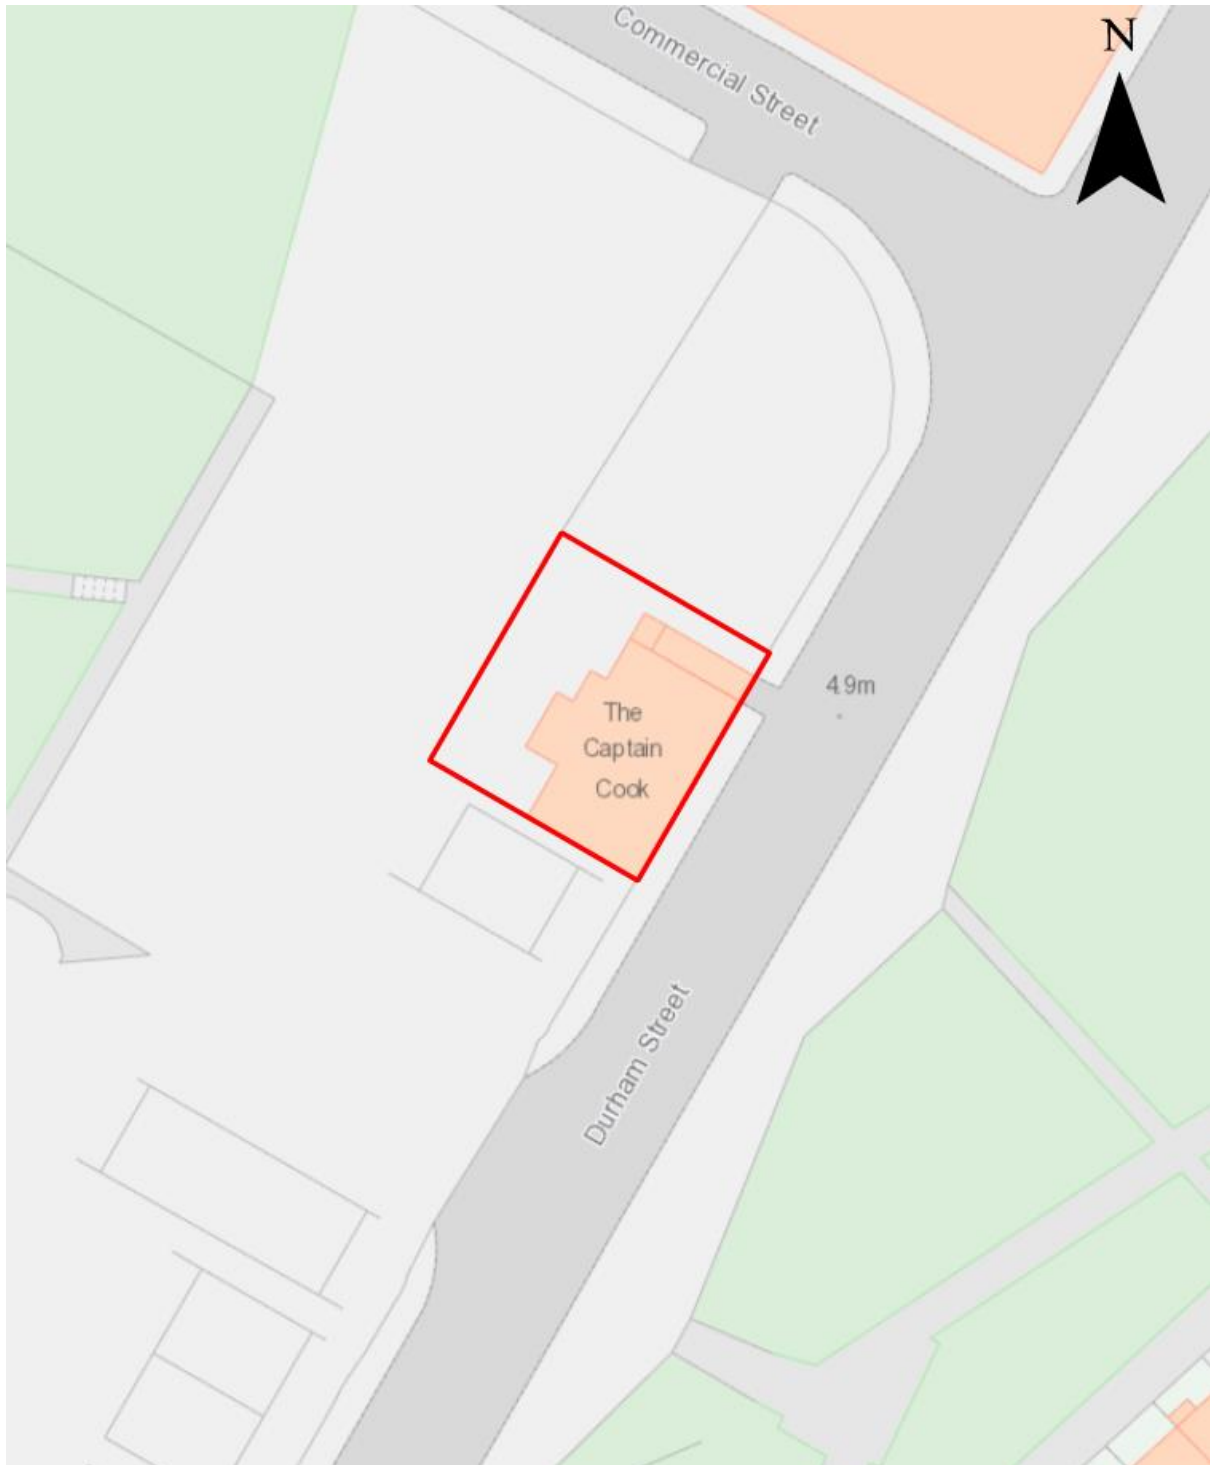 Commercial Street
N
4.9m
The
Captain
Cook
Durham Street